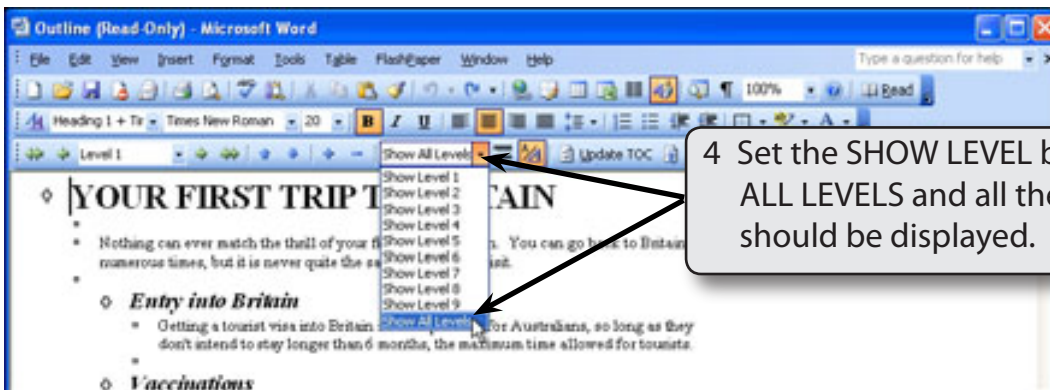 Outline (Read-Only) - Microsoft Word
File Edit View Insert Format Tools Table FlashPaper Window Help Type a question for help
100% Read
Heading 1 + Tir Times New Roman 20 B I U
Level 1 Show All Levels Update TOC
4 Set the SHOW LEVEL b
ALL LEVELS and all the
should be displayed.
Show Level 1
Show Level 2
Show Level 3
Show Level 4
Show Level 5
Show Level 6
Show Level 7
Show Level 8
Show Level 9
Show All Levels
YOUR FIRST TRIP T AIN
Nothing can ever match the thrill of your fi n. You can go back to Britain
numerous times, but it is never quite the sa isit.
Entry into Britain
Getting a tourist visa into Britain for Australians, so long as they
don't intend to stay longer than 6 months, the maximum time allowed for tourists.
Vaccinations